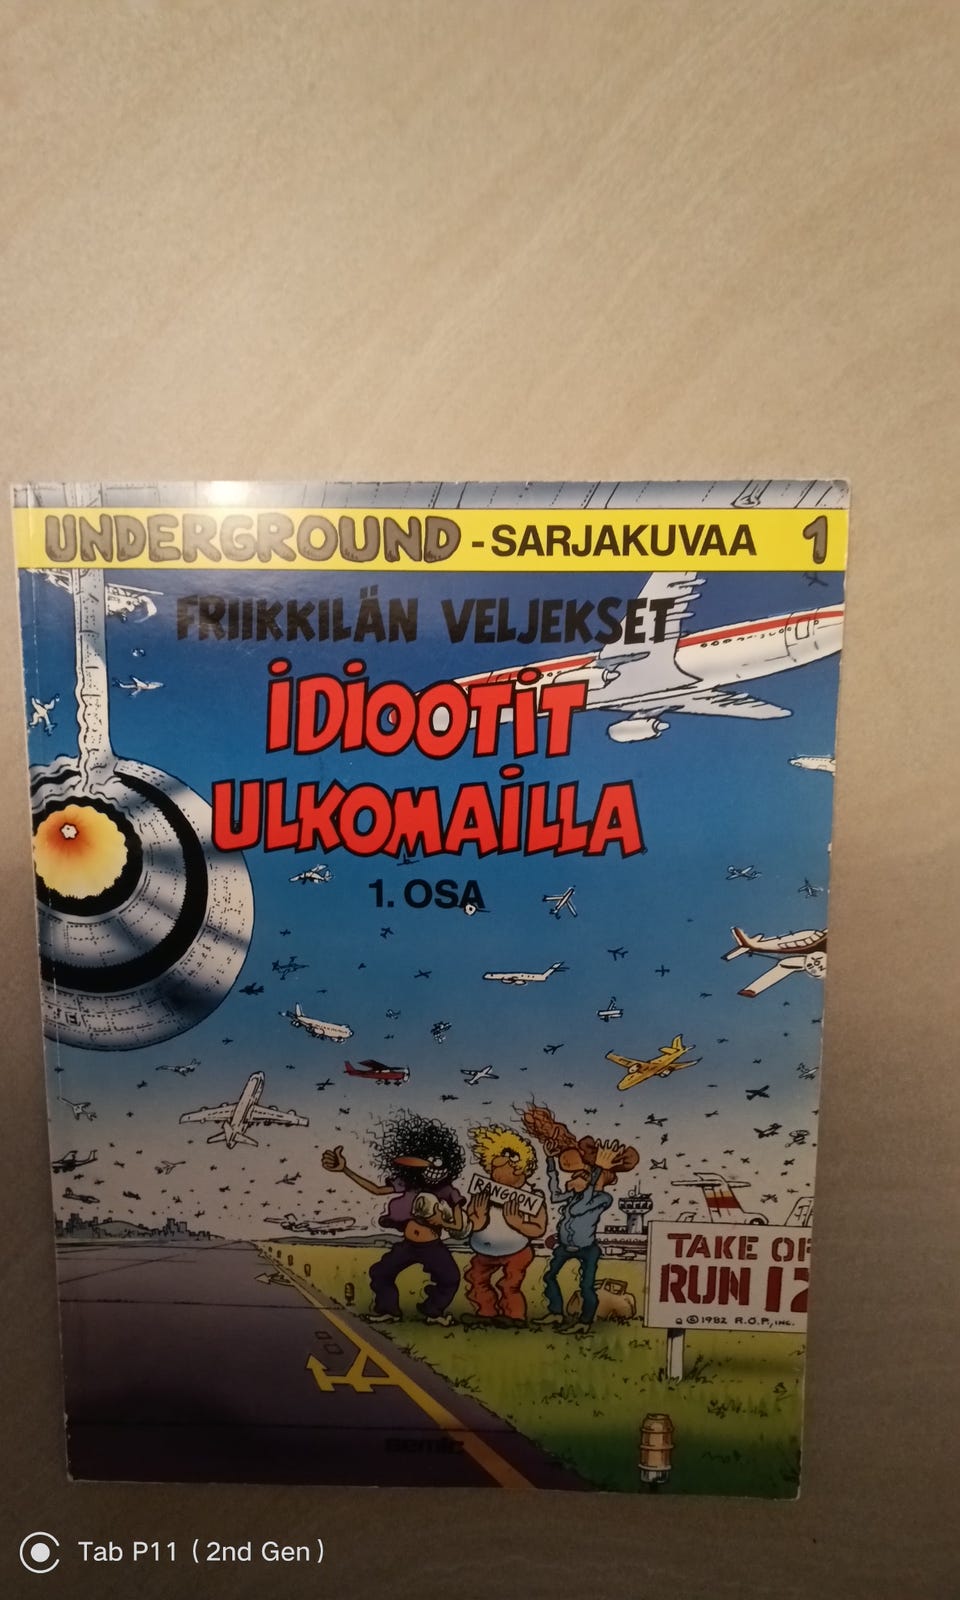 UNDERGROUND - SARJAKUVAA 1
FRIIKKILÄN VELJEKSET
IDIOOTIT
ULKOMAILLA
1. OSA
RANGOON
TAKE OF
RUN 12
© 1982 R.O.P., INC.
semic
Tab P11 (2nd Gen)